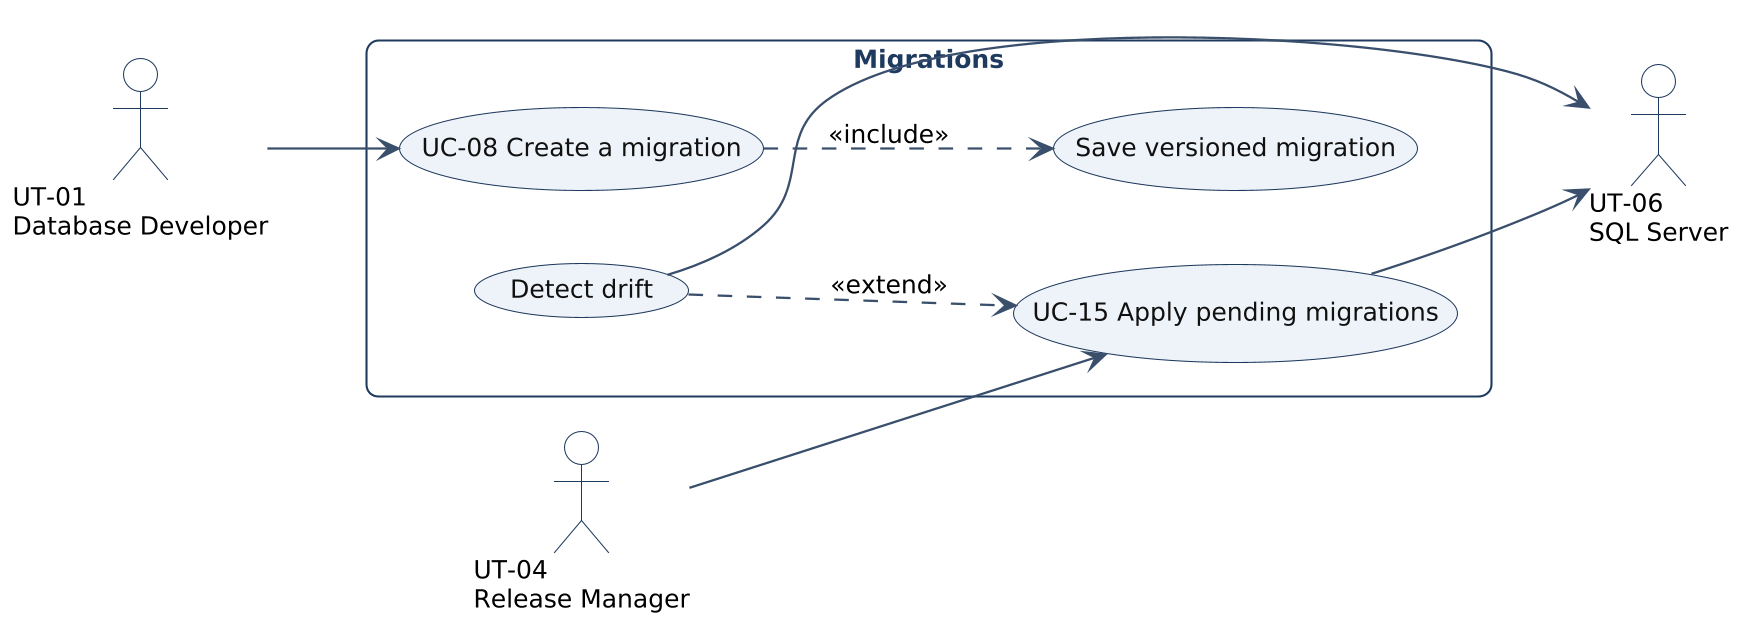 Migrations
UT-01
Database Developer
UC-08 Create a migration
«include»
Save versioned migration
UT-06
SQL Server
Detect drift
«extend»
UC-15 Apply pending migrations
UT-04
Release Manager